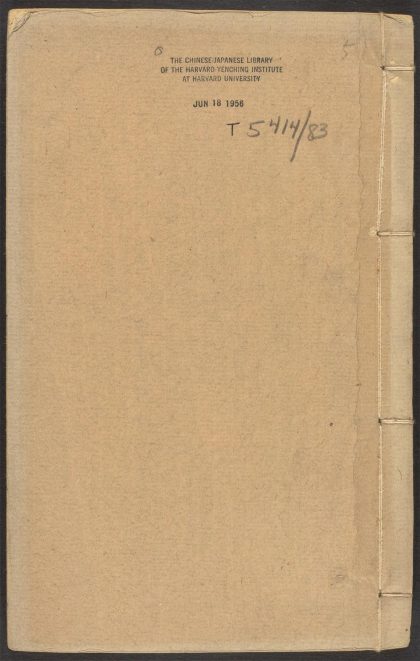 THE CHINESE-JAPANESE LIBRARY
OF THE HARVARD-YENCHING INSTITUTE
AT HARVARD UNIVERSITY
JUN 18 1956
T 5414/83